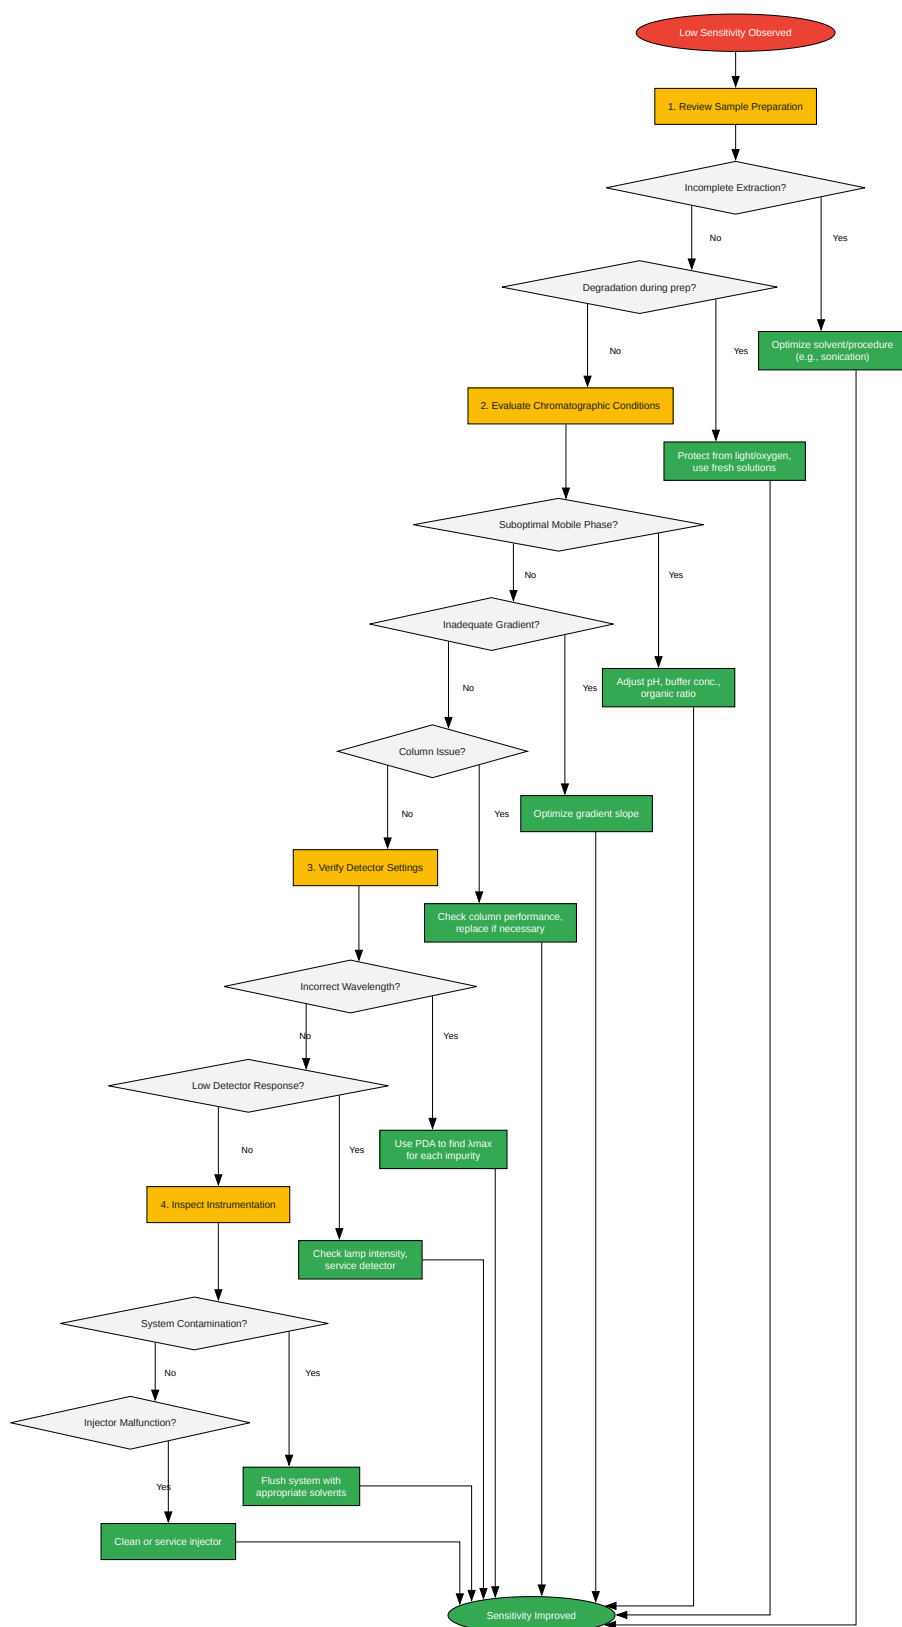 Low Sensitivity Observed
1. Review Sample Preparation
Incomplete Extraction?
No
Yes
Degradation during prep?
Optimize solvent/procedure
(e.g., sonication)
No
Yes
2. Evaluate Chromatographic Conditions
Protect from light/oxygen,
use fresh solutions
Suboptimal Mobile Phase?
No
Yes
Inadequate Gradient?
No
Yes
Adjust pH, buffer conc.,
organic ratio
Column Issue?
No
Yes
Optimize gradient slope
3. Verify Detector Settings
Check column performance,
replace if necessary
Incorrect Wavelength?
No
Yes
Low Detector Response?
No
Yes
Use PDA to find λmax
for each impurity
4. Inspect Instrumentation
Check lamp intensity,
service detector
System Contamination?
No
Yes
Injector Malfunction?
Yes
Flush system with
appropriate solvents
Clean or service injector
Sensitivity Improved